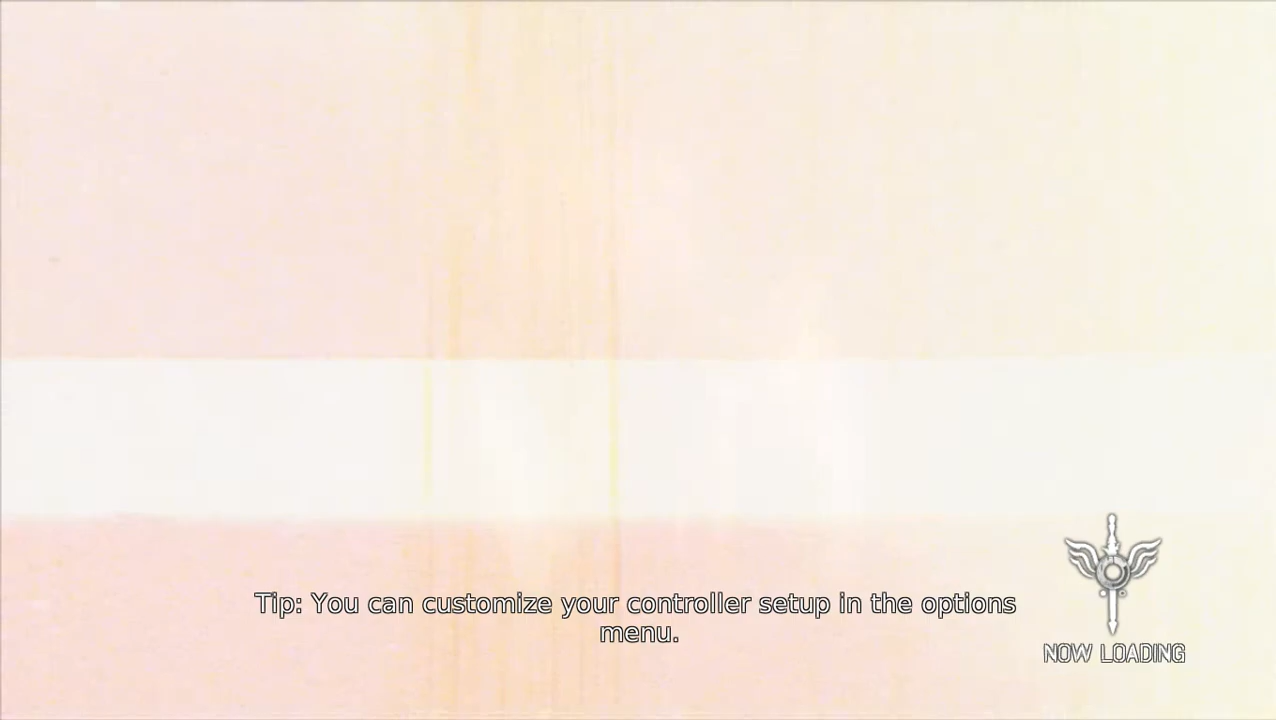 Tip: You can customize your controller setup in the options
menu.
NOW LOADING